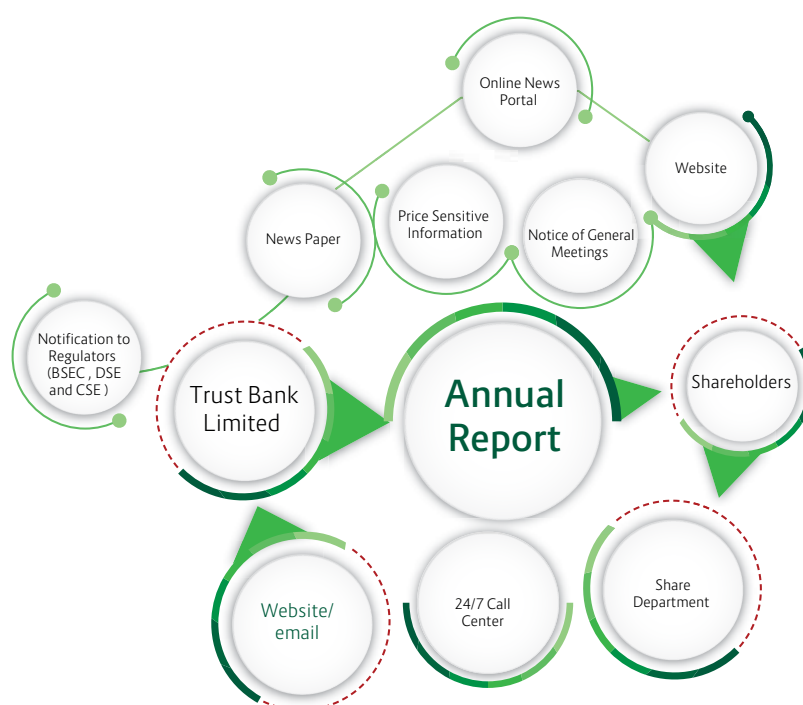 Online News
Portal
Website
News Paper
Price Sensitive
Information
Notice of General
Meetings
Notification to
Regulators
(BSEC , DSE
and CSE )
Trust Bank
Limited
Annual
Report
Shareholders
Website/
email
24/7 Call
Center
Share
Department